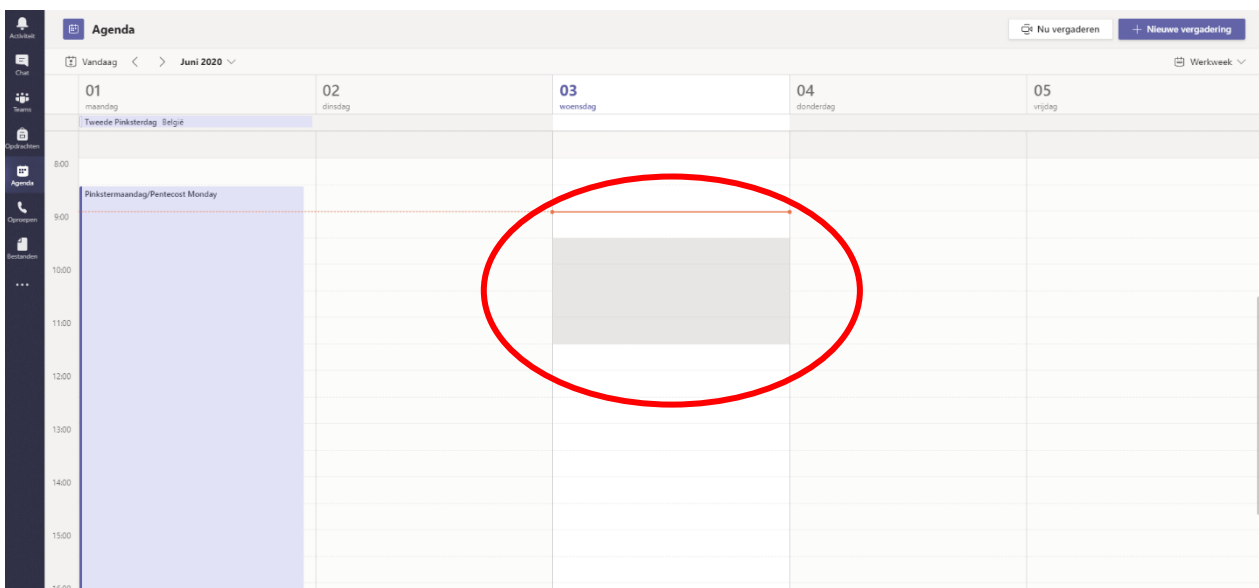 Activiteit
Chat
Teams
Opdrachten
Agenda
Oproepen
Bestanden
Agenda
Nu vergaderen
+ Nieuwe vergadering
Vandaag < > Juni 2020
Werkweek
01 02 03 04 05
maandag dinsdag woensdag donderdag vrijdag
Tweede Pinksterdag België
8:00
Pinkstermaandag/Pentecost Monday
9:00
10:00
11:00
12:00
13:00
14:00
15:00
16:00